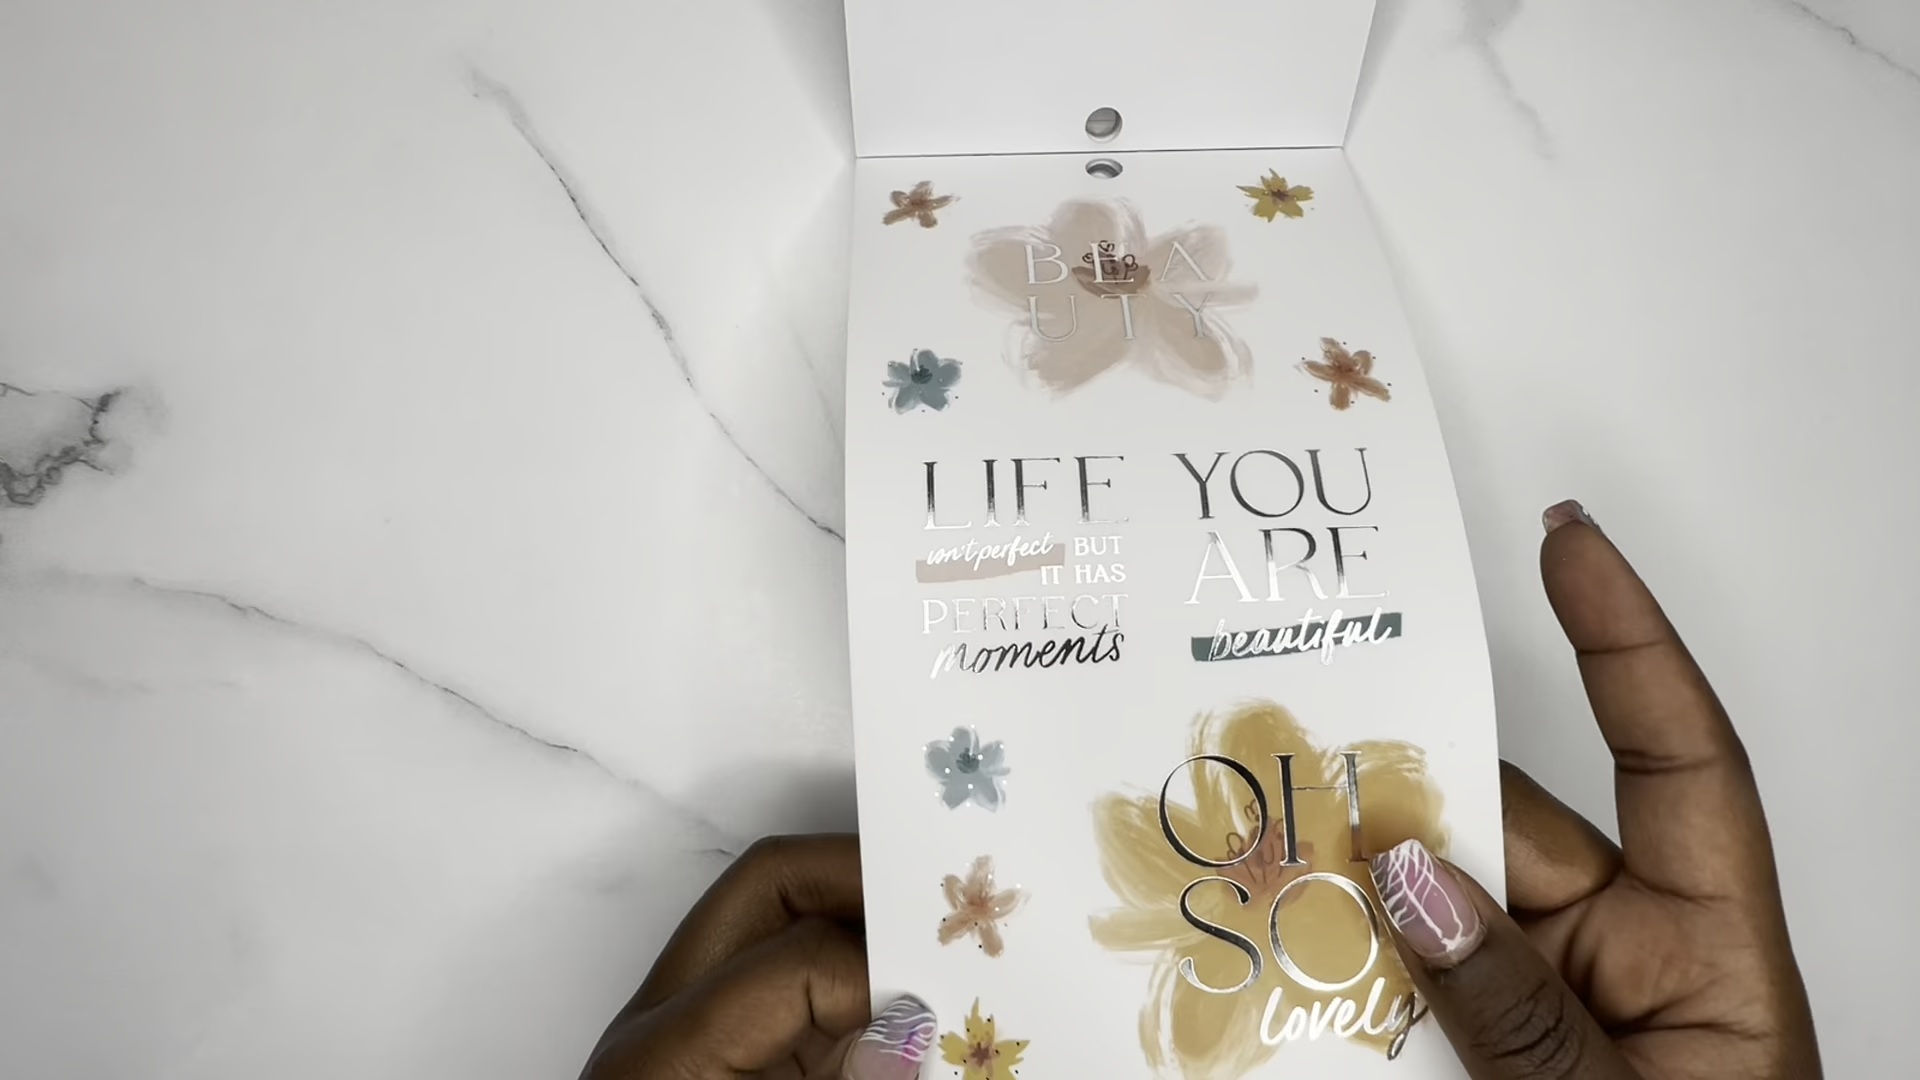 BEA
UTY
LIFE
isn't perfect BUT
IT HAS
PERFECT
moments
YOU
ARE
beautiful
OH
SO
lovely